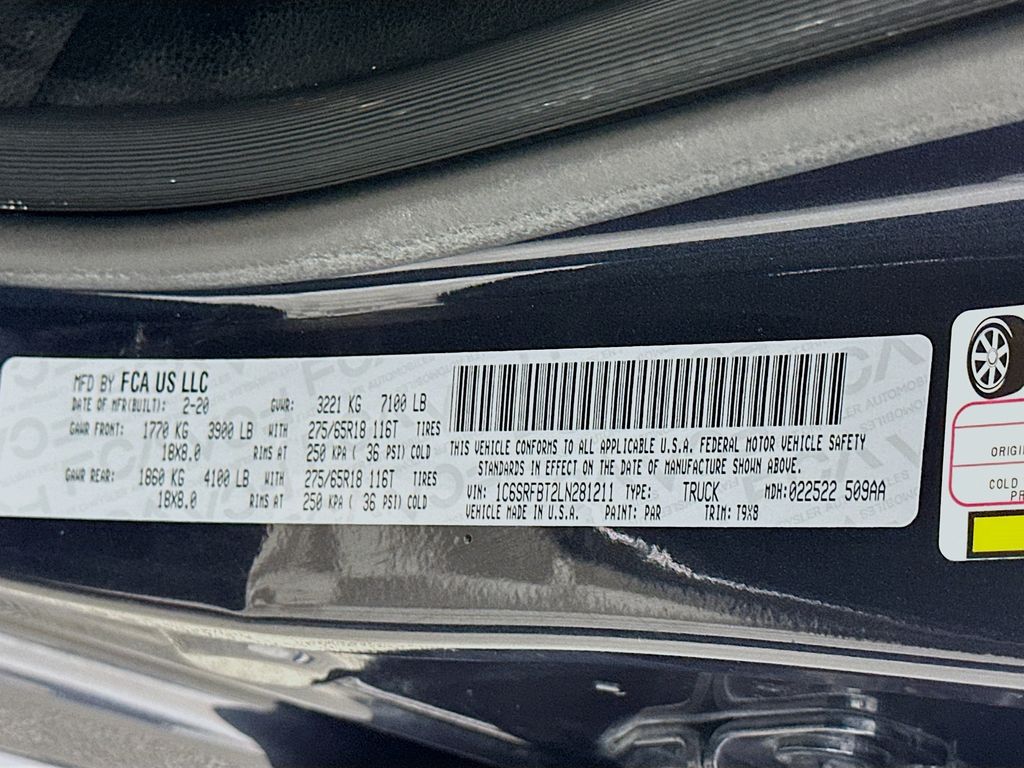 MFD BY FCA US LLC
DATE OF MFR(BUILT): 2-20 GVWR: 3221 KG 7100 LB
GAWR FRONT: 1770 KG 3900 LB WITH 275/65R18 116T TIRES
18X8.0 RIMS AT 250 KPA ( 36 PSI) COLD
GAWR REAR: 1860 KG 4100 LB WITH 275/65R18 116T TIRES
18X8.0 RIMS AT 250 KPA ( 36 PSI) COLD
THIS VEHICLE CONFORMS TO ALL APPLICABLE U.S.A. FEDERAL MOTOR VEHICLE SAFETY
STANDARDS IN EFFECT ON THE DATE OF MANUFACTURE SHOWN ABOVE.
VIN: 1C6SRFBT2LN281211 TYPE: TRUCK MDH:022522 509AA
VEHICLE MADE IN U.S.A. PAINT: PAR TRIM: T9X8
ORIGI
COLD
PR